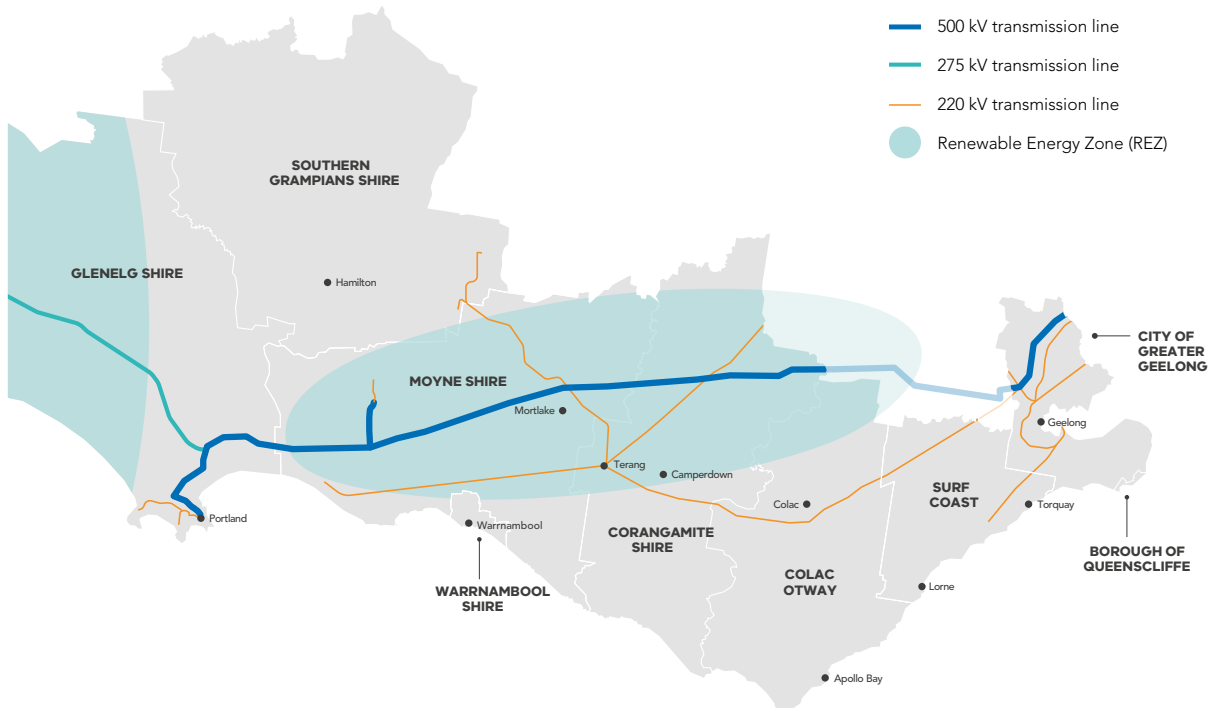 500 kV transmission line
275 kV transmission line
220 kV transmission line
Renewable Energy Zone (REZ)
SOUTHERN
GRAMPIANS SHIRE
GLENELG SHIRE
Hamilton
CITY OF
GREATER
GEELONG
MOYNE SHIRE
Mortlake
Geelong
Terang
Camperdown
SURF
COAST
Colac
Torquay
Portland
Warrnambool
CORANGAMITE
SHIRE
BOROUGH OF
QUEENSCLIFFE
COLAC
OTWAY
WARRNAMBOOL
SHIRE
Lorne
Apollo Bay